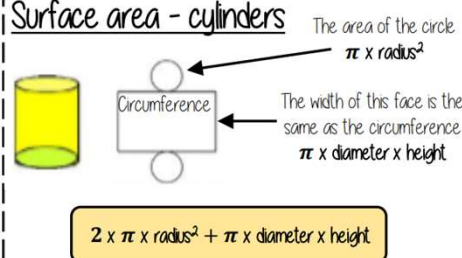 Surface area - cylinders
The area of the circle
π x radius²
Circumference
The width of this face is the
same as the circumference
π x diameter x height
2 x π x radius² + π x diameter x height